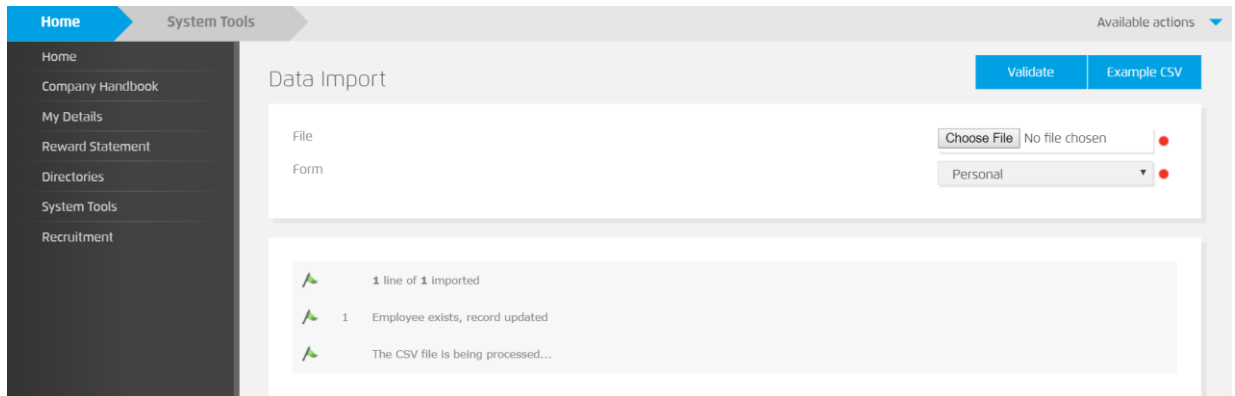 Home System Tools Available actions
Home
Company Handbook
My Details
Reward Statement
Directories
System Tools
Recruitment
Data Import Validate Example CSV
File Choose File No file chosen
Form Personal
1 line of 1 imported
1 Employee exists, record updated
The CSV file is being processed...